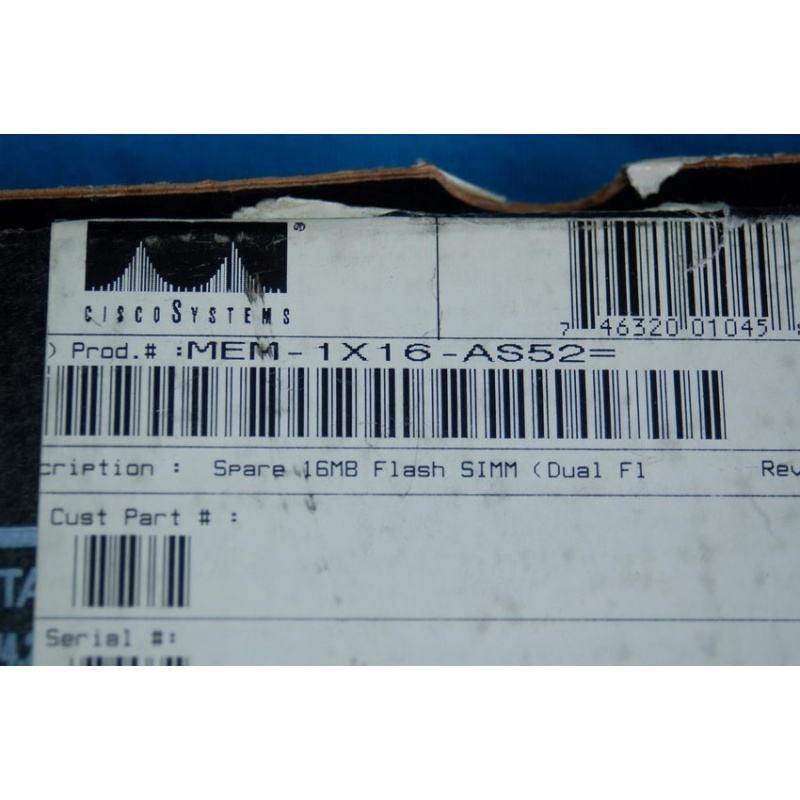 CISCOSYSTEMS
®
7 46320 01045
) Prod.# :MEM-1X16-AS52=
cription : Spare 16MB Flash SIMM (Dual Fl
Rev
Cust Part # :
TA
Serial #: